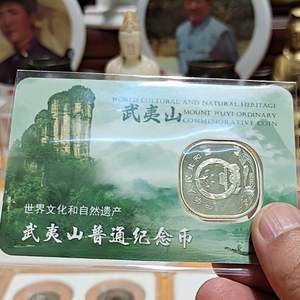 WORLD CULTURAL AND NATURAL HERITAGE
武夷山
MOUNT WUYI ORDINARY
COMMEMORATIVE COIN
世界文化和自然遗产
武夷山普通纪念币